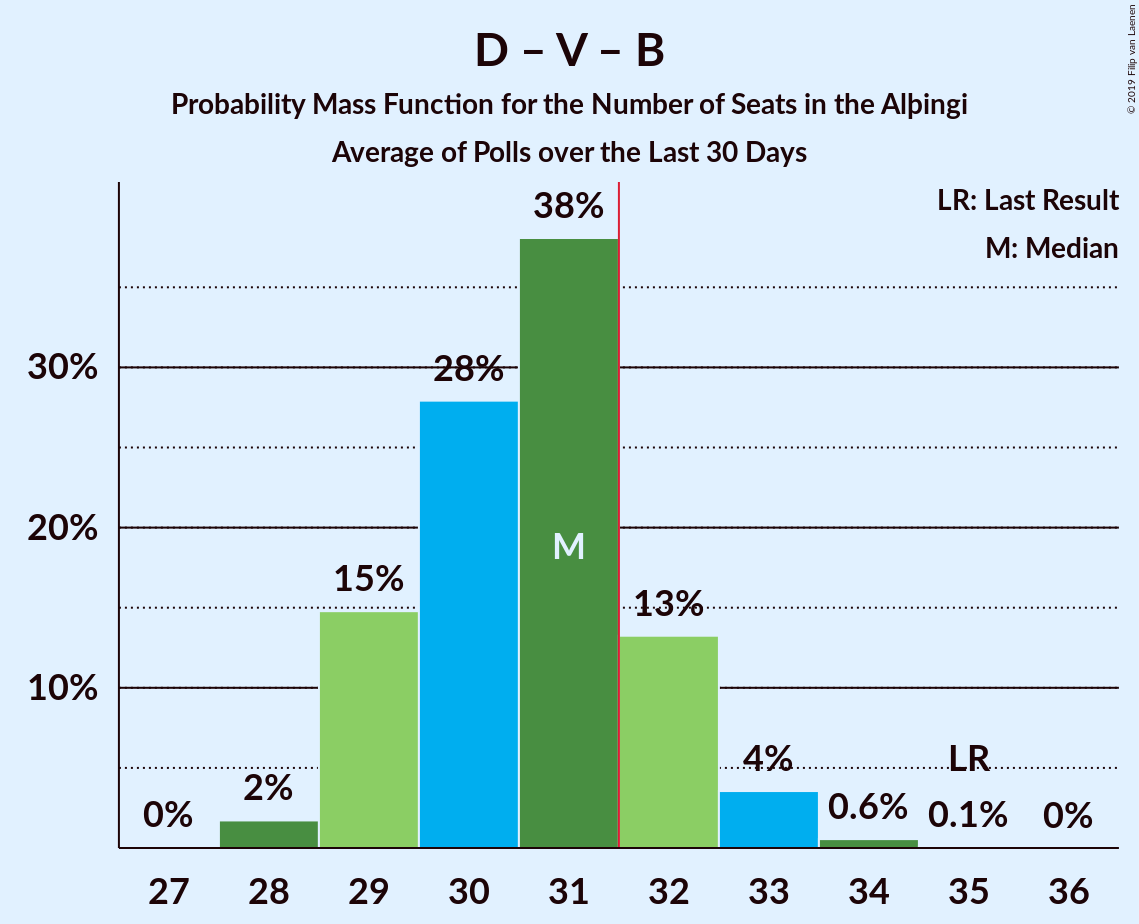 D – V – B
Probability Mass Function for the Number of Seats in the Alþingi
Average of Polls over the Last 30 Days
© 2019 Filip van Laenen
LR: Last Result
M: Median
38%
28%
15%
13%
2%
4%
0%
0.6%
0.1%
0%
LR
M
30%
20%
10%
27 28 29 30 31 32 33 34 35 36